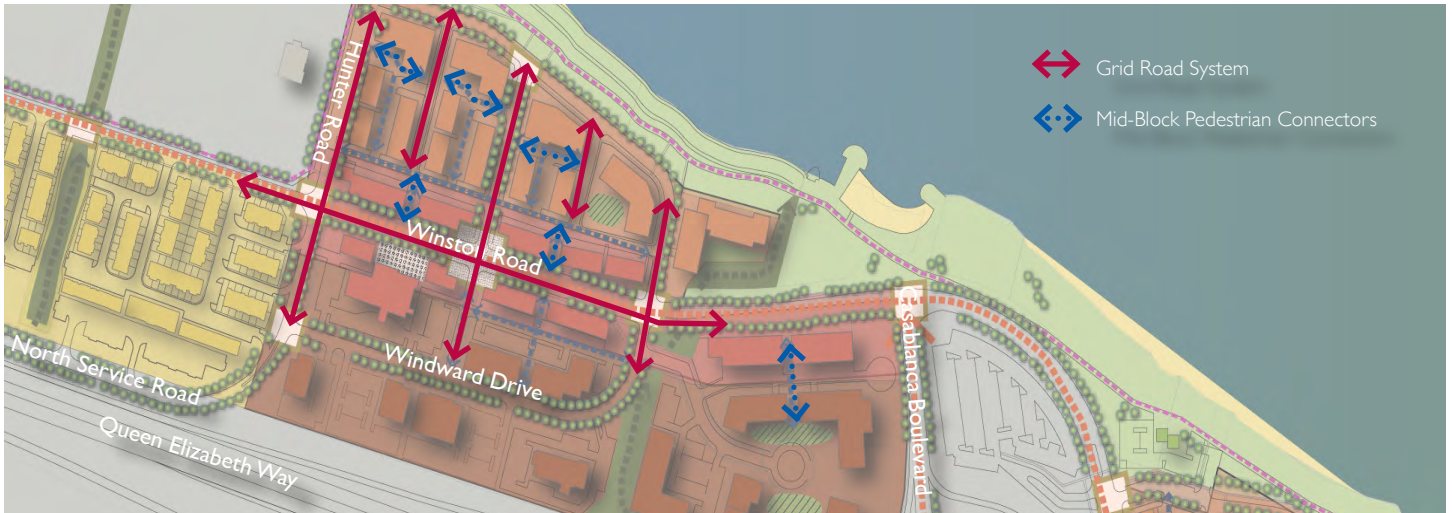 Grid Road System
Mid-Block Pedestrian Connectors
Hunter Road
Winston Road
Windward Drive
North Service Road
Queen Elizabeth Way
Casablanca Boulevard